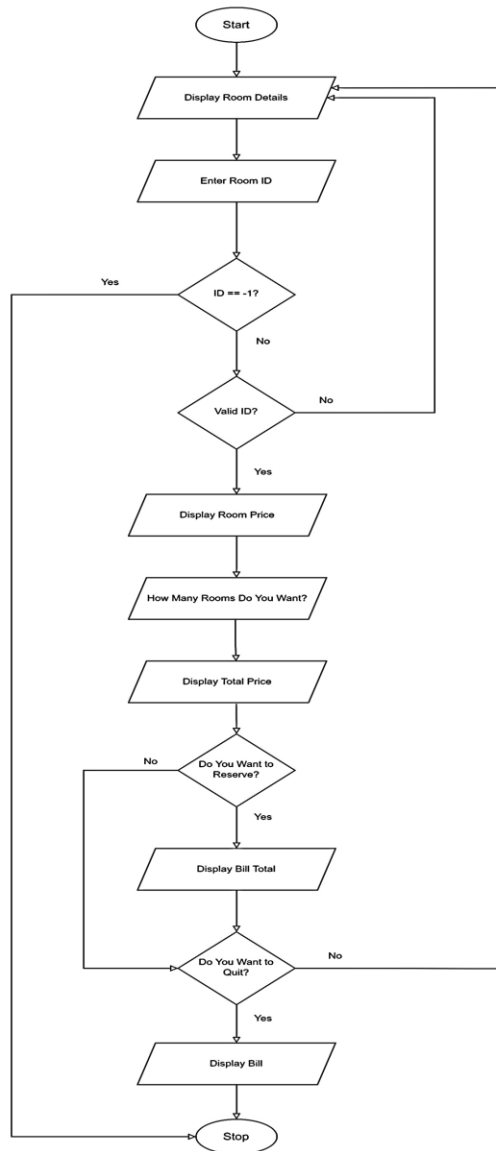 Start
Display Room Details
Enter Room ID
Yes
ID == -1?
No
Valid ID?
No
Yes
Display Room Price
How Many Rooms Do You Want?
Display Total Price
No
Do You Want to
Reserve?
Yes
Display Bill Total
Do You Want to
Quit?
No
Yes
Display Bill
Stop